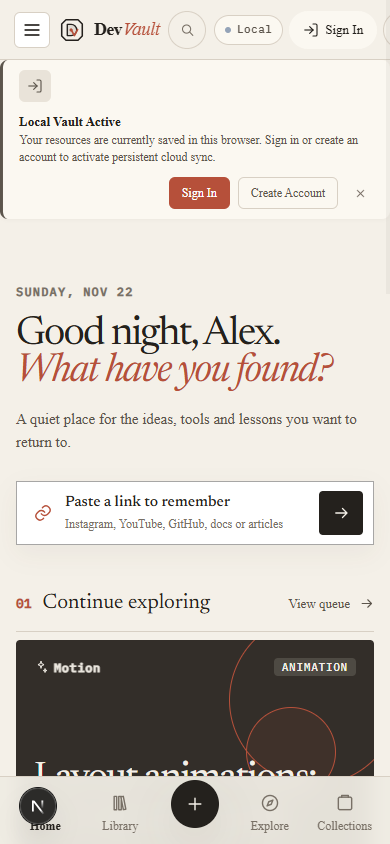 DevVault
Local
Sign In
Local Vault Active
Your resources are currently saved in this browser. Sign in or create an
account to activate persistent cloud sync.
Sign In
Create Account
SUNDAY, NOV 22
Good night, Alex.
What have you found?
A quiet place for the ideas, tools and lessons you want to
return to.
Paste a link to remember
Instagram, YouTube, GitHub, docs or articles
01 Continue exploring
View queue
Motion
ANIMATION
Layout animations:
N
Home
Library
Explore
Collections